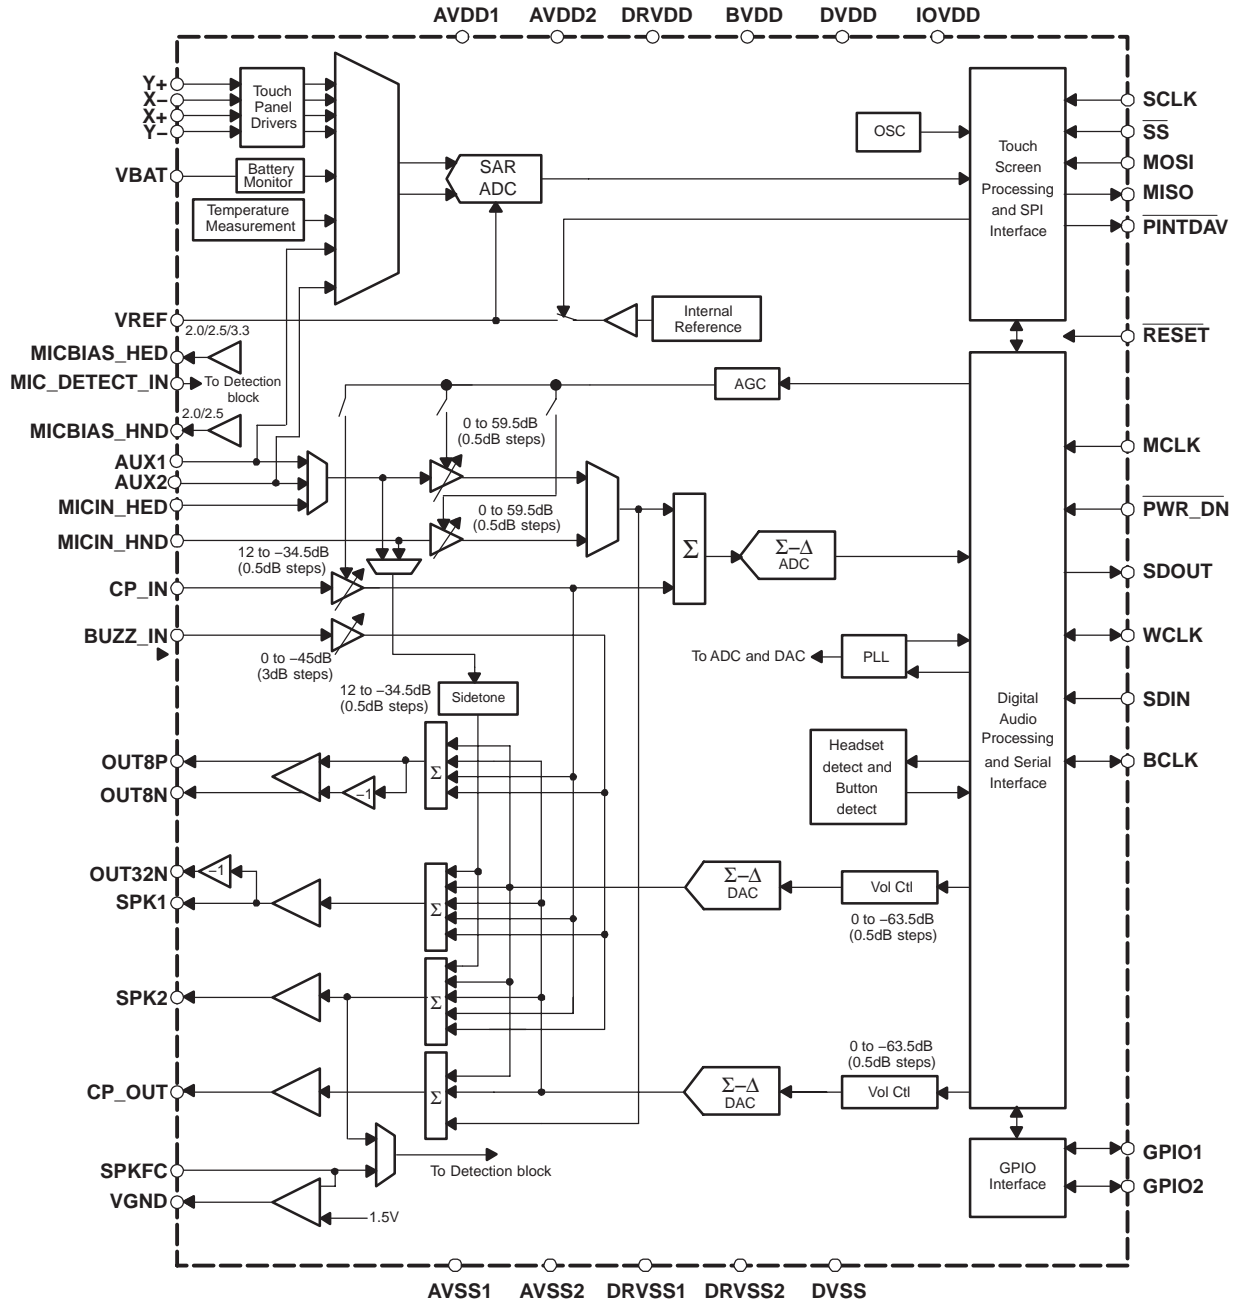 AVDD1 AVDD2 DRVDD BVDD DVDD IOVDD
Y+
X−
X+
Y−
Touch
Panel
Drivers
VBAT
Battery
Monitor
Temperature
Measurement
SAR
ADC
OSC
Touch
Screen
Processing
and SPI
Interface
SCLK
SS
MOSI
MISO
PINTDAV
VREF
Internal
Reference
RESET
2.0/2.5/3.3
MICBIAS_HED
MIC_DETECT_IN
To Detection
block
AGC
2.0/2.5
MICBIAS_HND
0 to 59.5dB
(0.5dB steps)
AUX1
AUX2
MICIN_HED
MICIN_HND
0 to 59.5dB
(0.5dB steps)
MCLK
PWR_DN
12 to −34.5dB
(0.5dB steps)
Σ
Σ−Δ
ADC
CP_IN
SDOUT
BUZZ_IN
0 to −45dB
(3dB steps)
To ADC and DAC
PLL
WCLK
12 to −34.5dB
(0.5dB steps)
Sidetone
Digital
Audio
Processing
and Serial
Interface
SDIN
BCLK
Headset
detect and
Button
detect
OUT8P
OUT8N
−1
Σ
OUT32N
−1
SPK1
Σ
Σ−Δ
DAC
Vol Ctl
0 to −63.5dB
(0.5dB steps)
SPK2
Σ
0 to −63.5dB
(0.5dB steps)
CP_OUT
Σ
Σ−Δ
DAC
Vol Ctl
SPKFC
To Detection block
VGND
1.5V
GPIO
Interface
GPIO1
GPIO2
AVSS1 AVSS2 DRVSS1 DRVSS2 DVSS